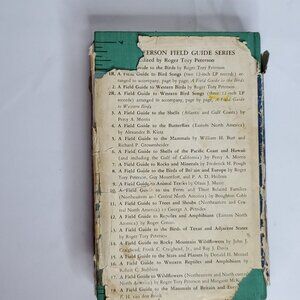 PETERSON FIELD GUIDE SERIES
Edited by Roger Tory Peterson
A Field Guide to the Birds by Roger Tory Peterson
1R. A Field Guide to Bird Songs (two 12-inch LP records) ar-
ranged to accompany, page by page, A Field Guide to the Birds
2. A Field Guide to Western Birds by Roger Tory Peterson
2R. A Field Guide to Western Bird Songs (three 12-inch LP
records) arranged to accompany, page by page, A Field Guide
to Western Birds
3. A Field Guide to the Shells (Atlantic and Gulf Coasts) by
Percy A. Morris
4. A Field Guide to the Butterflies (Eastern North America)
by Alexander B. Klots
5. A Field Guide to the Mammals by William H. Burt and
Richard P. Grossenheider
6. A Field Guide to Shells of the Pacific Coast and Hawaii
(and including the Gulf of California) by Percy A. Morris
7. A Field Guide to Rocks and Minerals by Frederick H. Pough
8. A Field Guide to the Birds of Britain and Europe by Roger
Tory Peterson, Guy Mountfort, and P. A. D. Hollom
9. A Field Guide to Animal Tracks by Olaus J. Murie
10. A Field Guide to the Ferns and Their Related Families
(Northeastern and Central North America) by Boughton Cobb
11. A Field Guide to Trees and Shrubs (Northeastern and Cen-
tral North America) by George A. Petrides
12. A Field Guide to Reptiles and Amphibians (Eastern North
America) by Roger Conant
13. A Field Guide to the Birds of Texas and Adjacent States
by Roger Tory Peterson
14. A Field Guide to Rocky Mountain Wildflowers by John J.
Craighead, Frank C. Craighead, Jr., and Ray J. Davis
15. A Field Guide to the Stars and Planets by Donald H. Menzel
16. A Field Guide to Western Reptiles and Amphibians by
Robert C. Stebbins
17. A Field Guide to Wildflowers (Northeastern and North central
North America) by
A Field Guide to the Mammals of Britain and
F. H. van den Brink